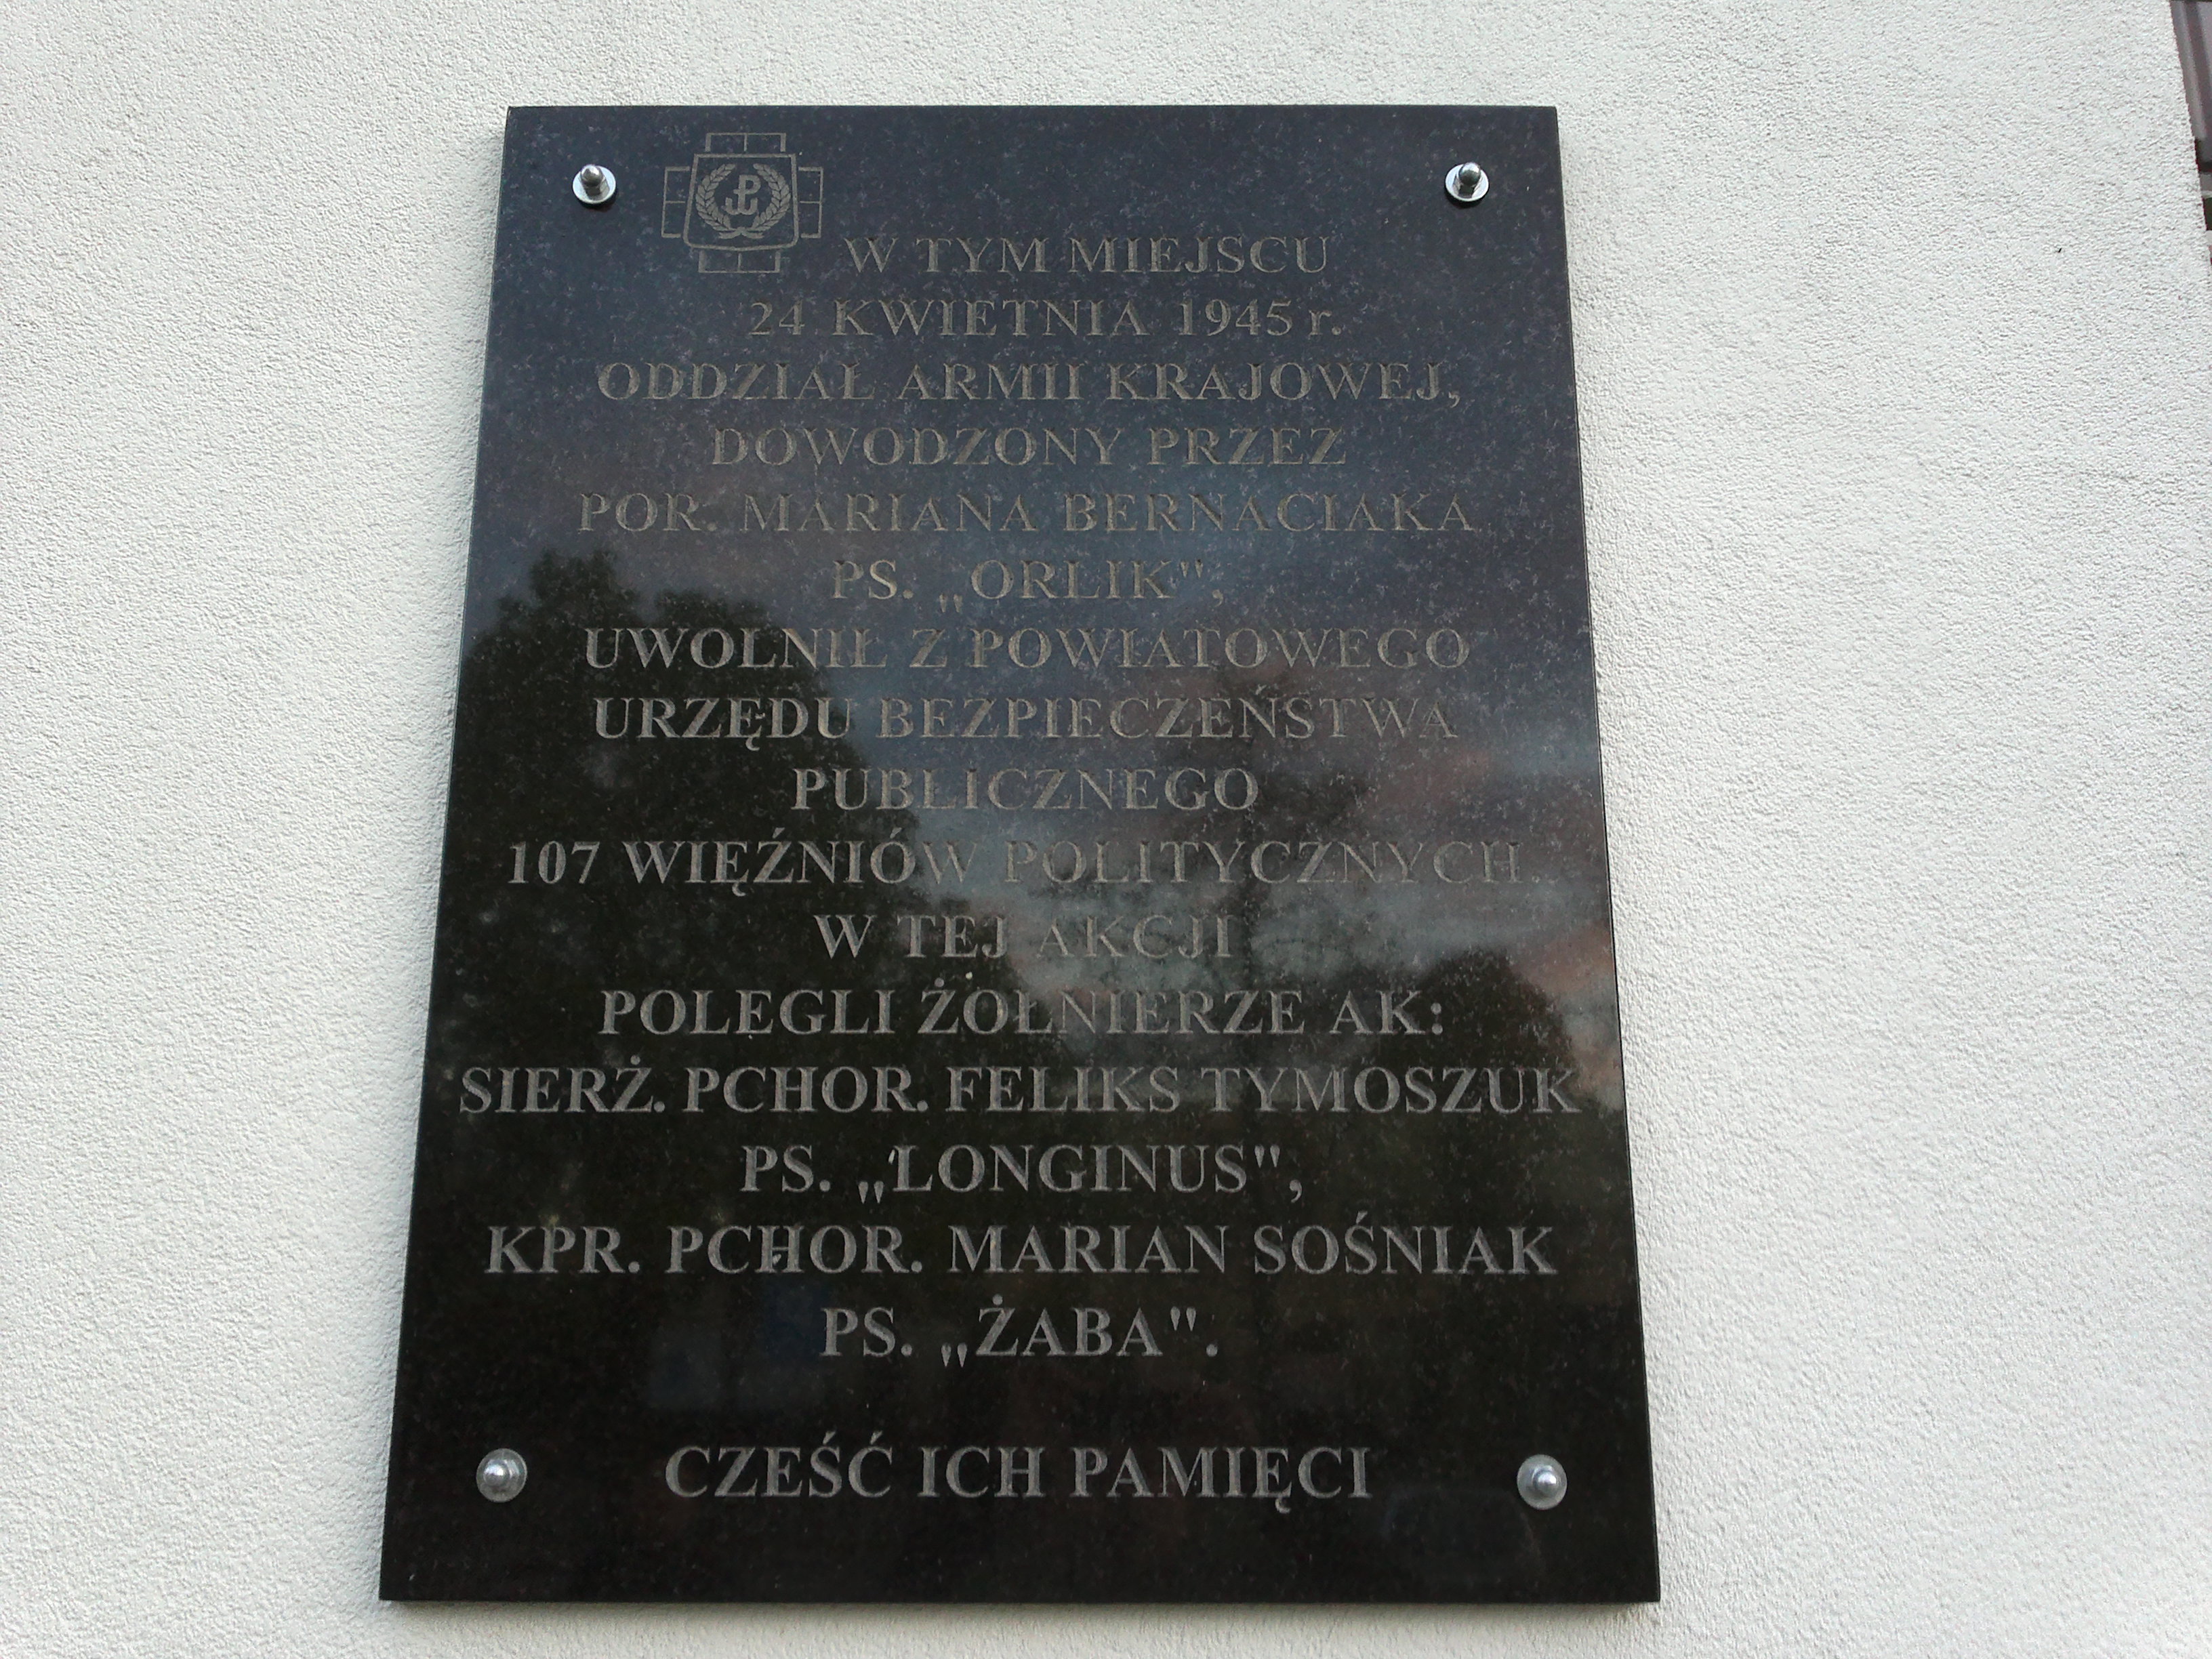 W TYM MIEJSCU
24 KWIETNIA 1945 r.
ODDZIAŁ ARMII KRAJOWEJ,
DOWODZONY PRZEZ
POR. MARIANA BERNACIAKA
PS. „ORLIK",
UWOLNIŁ Z POWIATOWEGO
URZĘDU BEZPIECZEŃSTWA
PUBLICZNEGO
107 WIĘŹNIÓW POLITYCZNYCH.
W TEJ AKCJI
POLEGLI ŻOŁNIERZE AK:
SIERŻ. PCHOR. FELIKS TYMOSZUK
PS. „LONGINUS",
KPR. PCHOR. MARIAN SOŚNIAK
PS. „ŻABA".
CZEŚĆ ICH PAMIĘCI